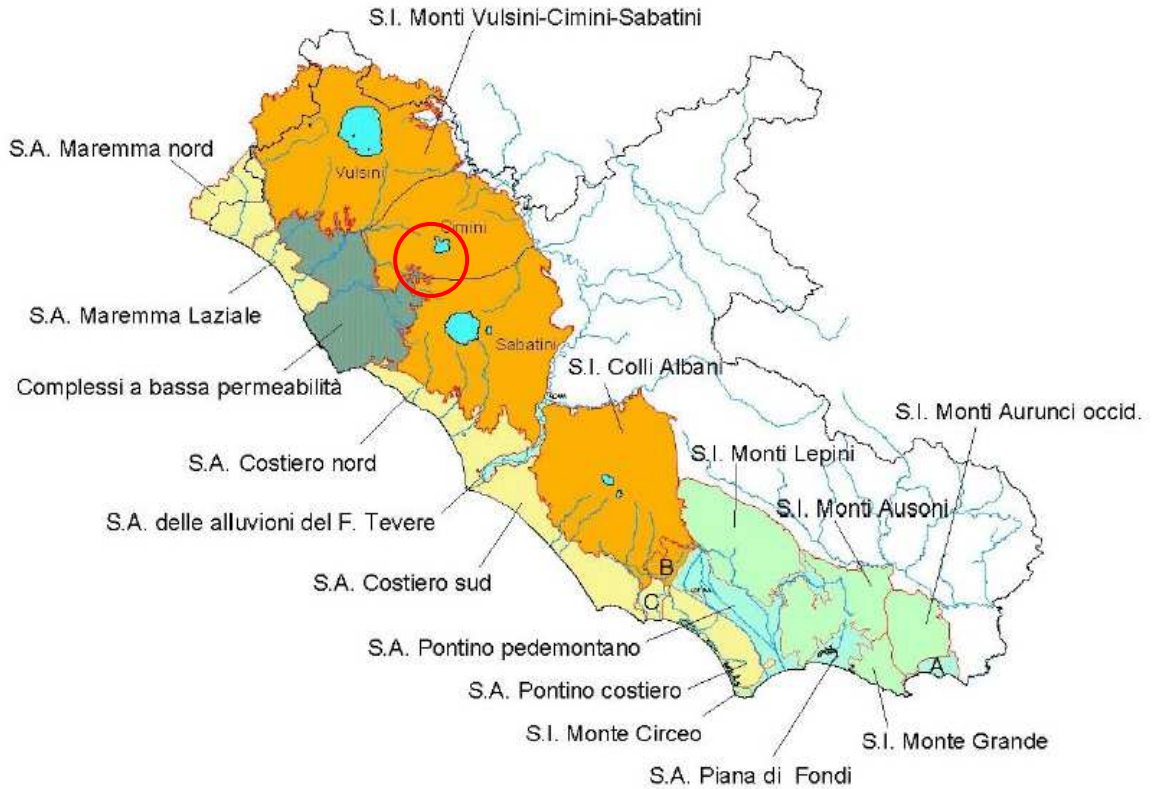 S.I. Monti Vulsini-Cimini-Sabatini
S.A. Maremma nord
Vulsini
Cimini
S.A. Maremma Laziale
Sabatini
S.I. Colli Albani
Complessi a bassa permeabilità
S.I. Monti Aurunci occid.
S.I. Monti Lepini
S.A. Costiero nord
S.I. Monti Ausoni
S.A. delle alluvioni del F. Tevere
B
S.A. Costiero sud
C
S.A. Pontino pedemontano
A
S.A. Pontino costiero
S.I. Monte Circeo
S.I. Monte Grande
S.A. Piana di Fondi